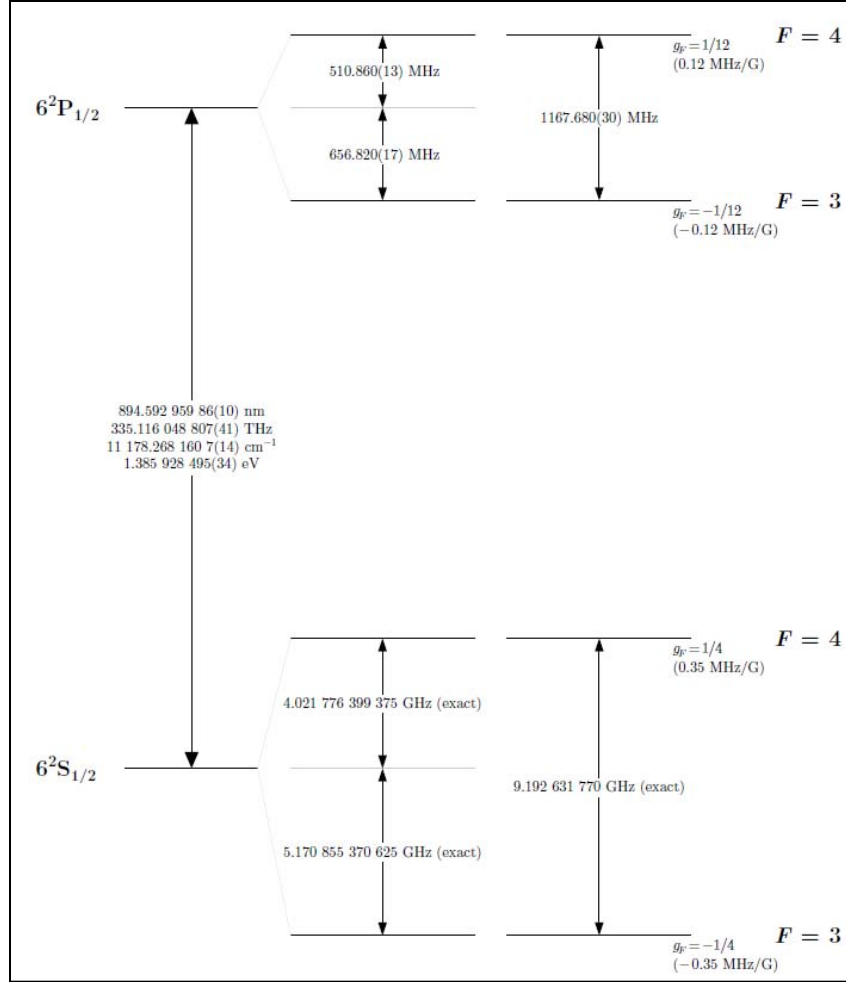 F = 4
g_F = 1/12
(0.12 MHz/G)
510.860(13) MHz
6²P₁/₂
1167.680(30) MHz
656.820(17) MHz
F = 3
g_F = −1/12
(−0.12 MHz/G)
894.592 959 86(10) nm
335.116 048 807(41) THz
11 178.268 160 7(14) cm⁻¹
1.385 928 495(34) eV
F = 4
g_F = 1/4
(0.35 MHz/G)
4.021 776 399 375 GHz (exact)
6²S₁/₂
9.192 631 770 GHz (exact)
5.170 855 370 625 GHz (exact)
F = 3
g_F = −1/4
(−0.35 MHz/G)